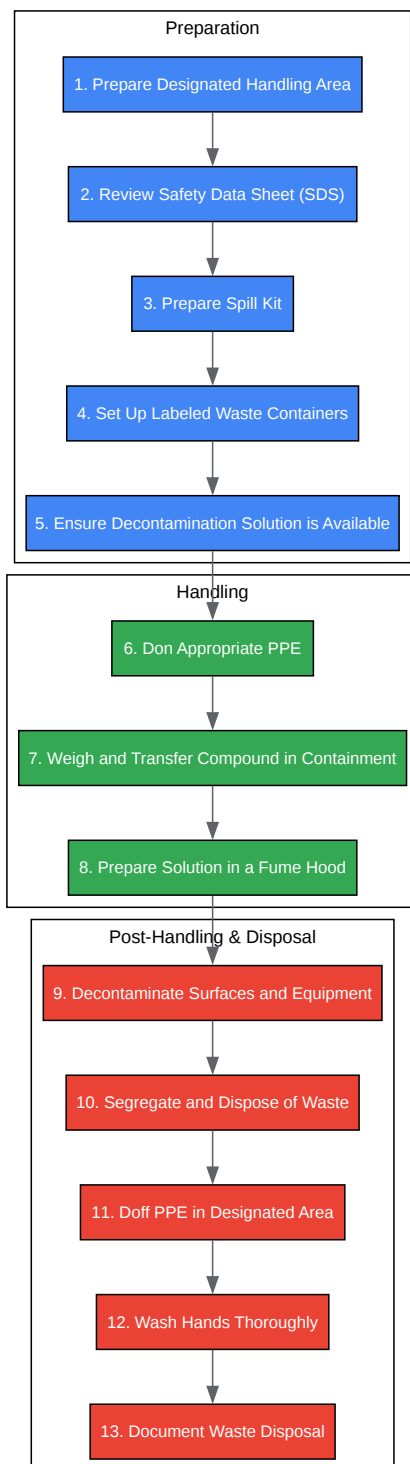 Preparation
1. Prepare Designated Handling Area
2. Review Safety Data Sheet (SDS)
3. Prepare Spill Kit
4. Set Up Labeled Waste Containers
5. Ensure Decontamination Solution is Available
Handling
6. Don Appropriate PPE
7. Weigh and Transfer Compound in Containment
8. Prepare Solution in a Fume Hood
Post-Handling & Disposal
9. Decontaminate Surfaces and Equipment
10. Segregate and Dispose of Waste
11. Doff PPE in Designated Area
12. Wash Hands Thoroughly
13. Document Waste Disposal